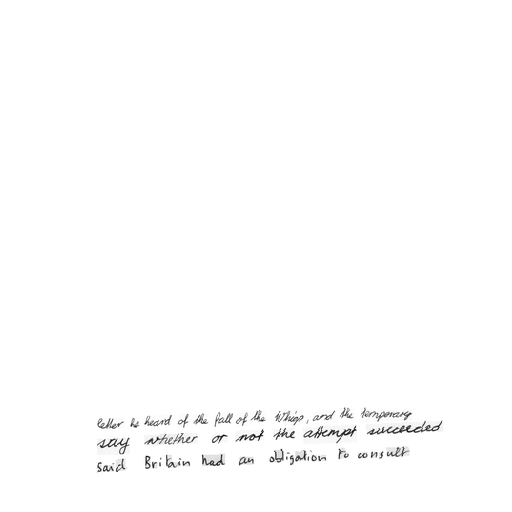 letter he heard of the fall of the Whigs, and the temporary
say whether or not the attempt succeeded
said Britain had an obligation to consult